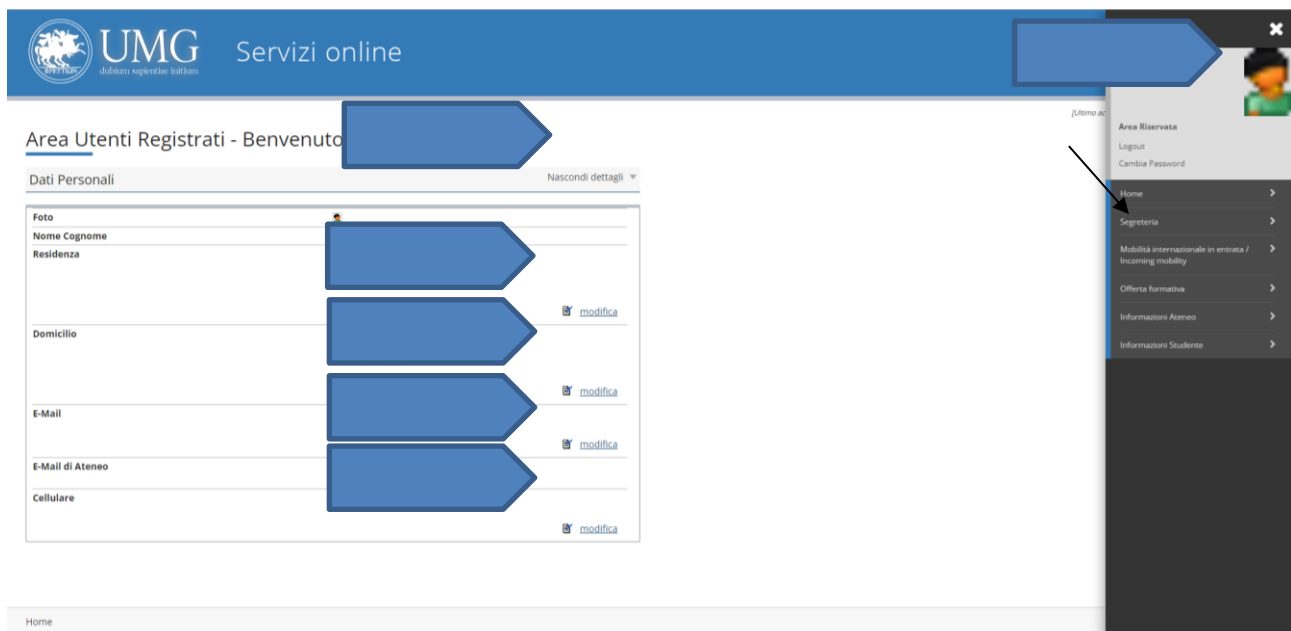 UMG
dubium sapientiae initium
Servizi online
[Ultimo ac
Area Utenti Registrati - Benvenuto
Dati Personali
Nascondi dettagli
Foto
Nome Cognome
Residenza
modifica
Domicilio
modifica
E-Mail
modifica
E-Mail di Ateneo
Cellulare
modifica
Home
Area Riservata
Logout
Cambia Password
Home
Segreteria
Mobilità internazionale in entrata /
Incoming mobility
Offerta formativa
Informazioni Ateneo
Informazioni Studente